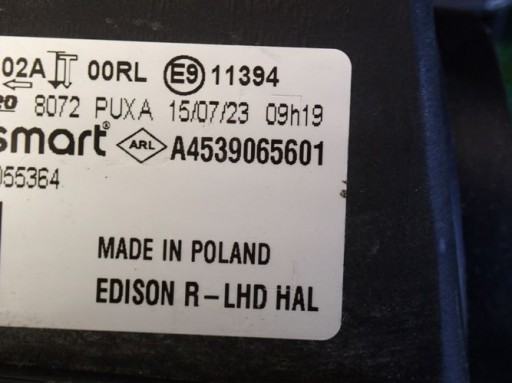 02A 00RL E9 11394
8072 PUXA 15/07/23 09h19
smart® ARL A4539065601
055364
MADE IN POLAND
EDISON R-LHD HAL